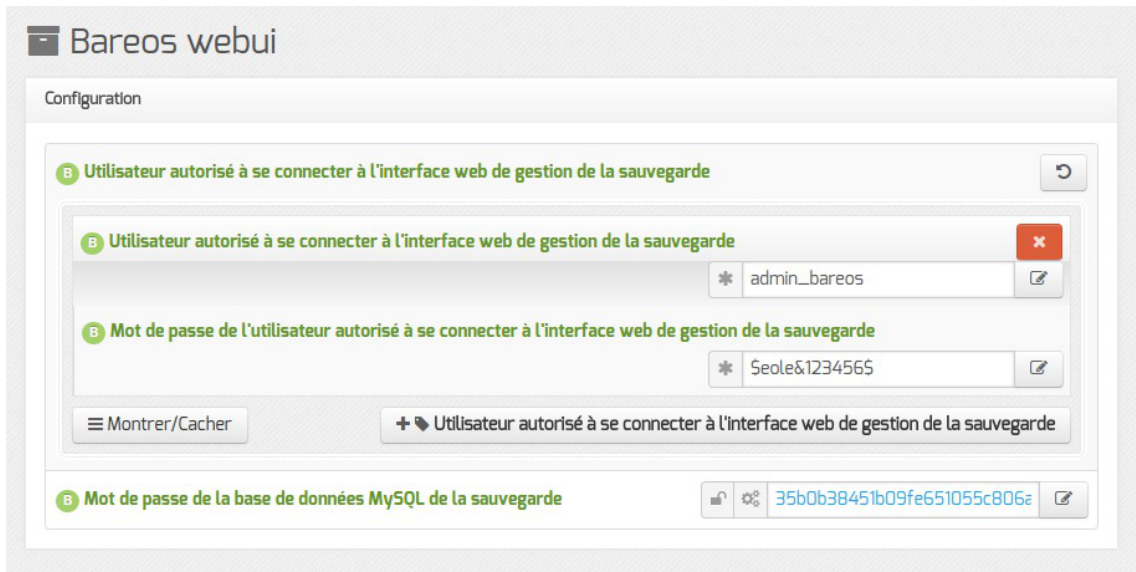 Bareos webui
Configuration
B Utilisateur autorisé à se connecter à l'interface web de gestion de la sauvegarde
B Utilisateur autorisé à se connecter à l'interface web de gestion de la sauvegarde
admin_bareos
B Mot de passe de l'utilisateur autorisé à se connecter à l'interface web de gestion de la sauvegarde
$eole&123456$
Montrer/Cacher
+ Utilisateur autorisé à se connecter à l'interface web de gestion de la sauvegarde
B Mot de passe de la base de données MySQL de la sauvegarde
35b0b38451b09fe651055c806a